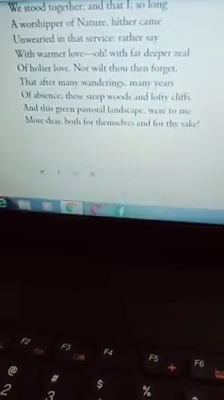 We stood together; and that I, so long
A worshipper of Nature, hither came
Unwearied in that service: rather say
With warmer love—oh! with far deeper zeal
Of holier love. Nor wilt thou then forget,
That after many wanderings, many years
Of absence, these steep woods and lofty cliffs,
And this green pastoral landscape, were to me
More dear, both for themselves and for thy sake!
F2
F3
F4
F5
F6
@
2
#
3
$
%